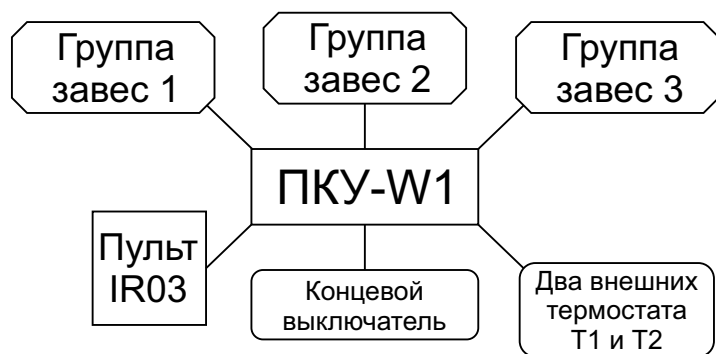 Группа
завес 1
Группа
завес 2
Группа
завес 3
ПКУ-W1
Пульт
IR03
Концевой
выключатель
Два внешних
термостата
Т1 и Т2